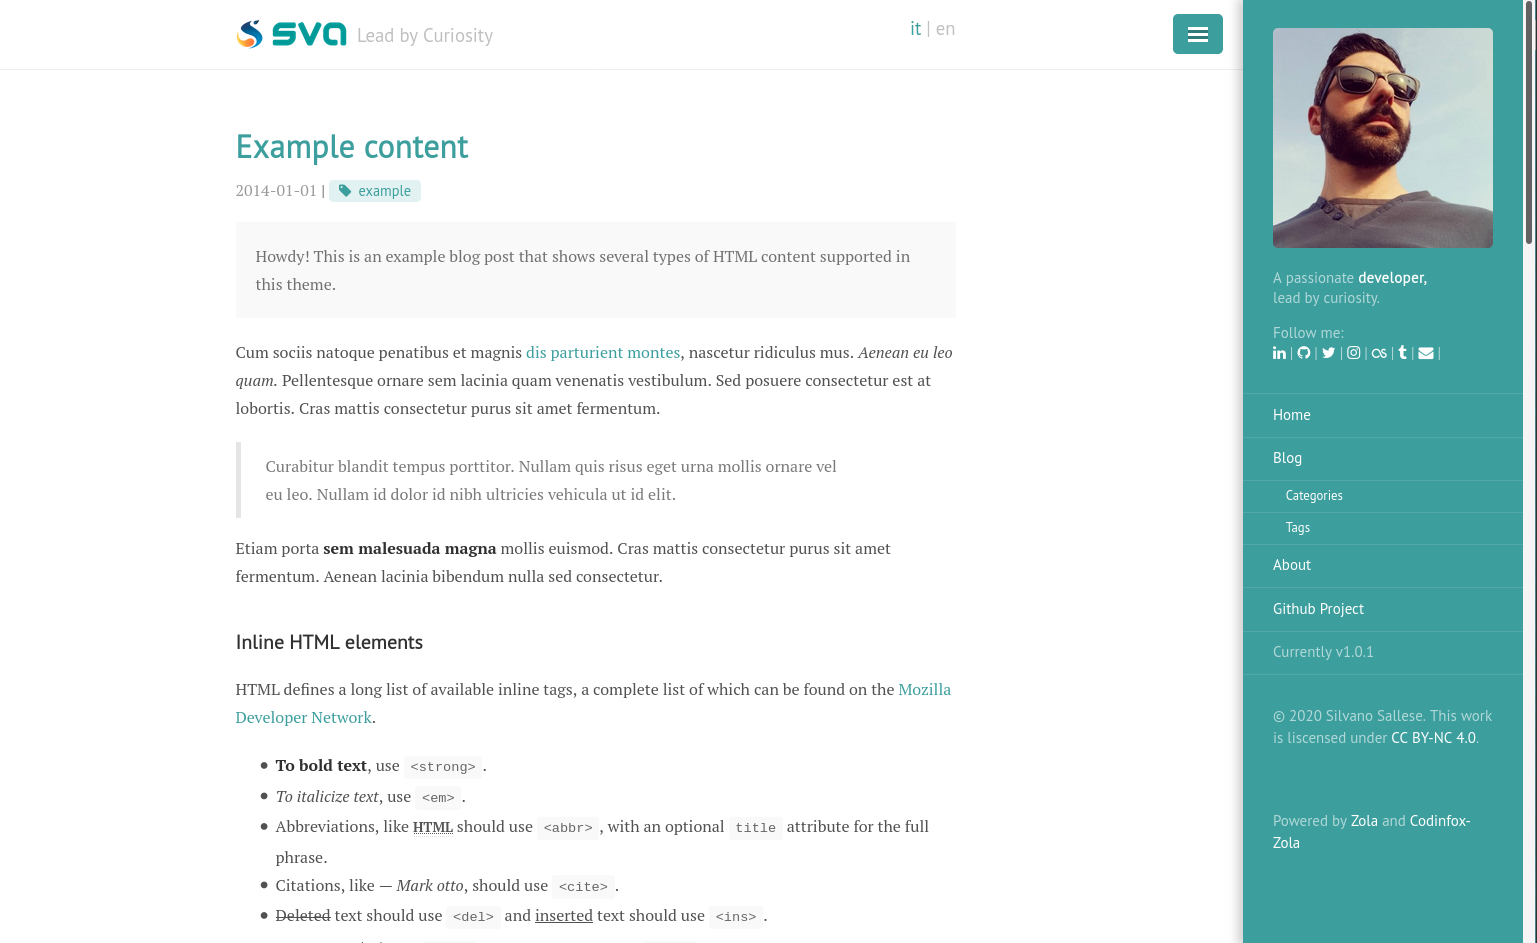 sva Lead by Curiosity
it | en
Example content
2014-01-01 | example
Howdy! This is an example blog post that shows several types of HTML content supported in
this theme.
Cum sociis natoque penatibus et magnis dis parturient montes, nascetur ridiculus mus. Aenean eu leo
quam. Pellentesque ornare sem lacinia quam venenatis vestibulum. Sed posuere consectetur est at
lobortis. Cras mattis consectetur purus sit amet fermentum.
Curabitur blandit tempus porttitor. Nullam quis risus eget urna mollis ornare vel
eu leo. Nullam id dolor id nibh ultricies vehicula ut id elit.
Etiam porta sem malesuada magna mollis euismod. Cras mattis consectetur purus sit amet
fermentum. Aenean lacinia bibendum nulla sed consectetur.
Inline HTML elements
HTML defines a long list of available inline tags, a complete list of which can be found on the Mozilla
Developer Network.
• To bold text, use <strong>.
• To italicize text, use <em>.
• Abbreviations, like HTML should use <abbr>, with an optional title attribute for the full
phrase.
• Citations, like — Mark otto, should use <cite>.
• Deleted text should use <del> and inserted text should use <ins>.
A passionate developer,
lead by curiosity.
Follow me:
| | | | | | |
Home
Blog
Categories
Tags
About
Github Project
Currently v1.0.1
© 2020 Silvano Sallese. This work
is liscensed under CC BY-NC 4.0.
Powered by Zola and Codinfox-
Zola